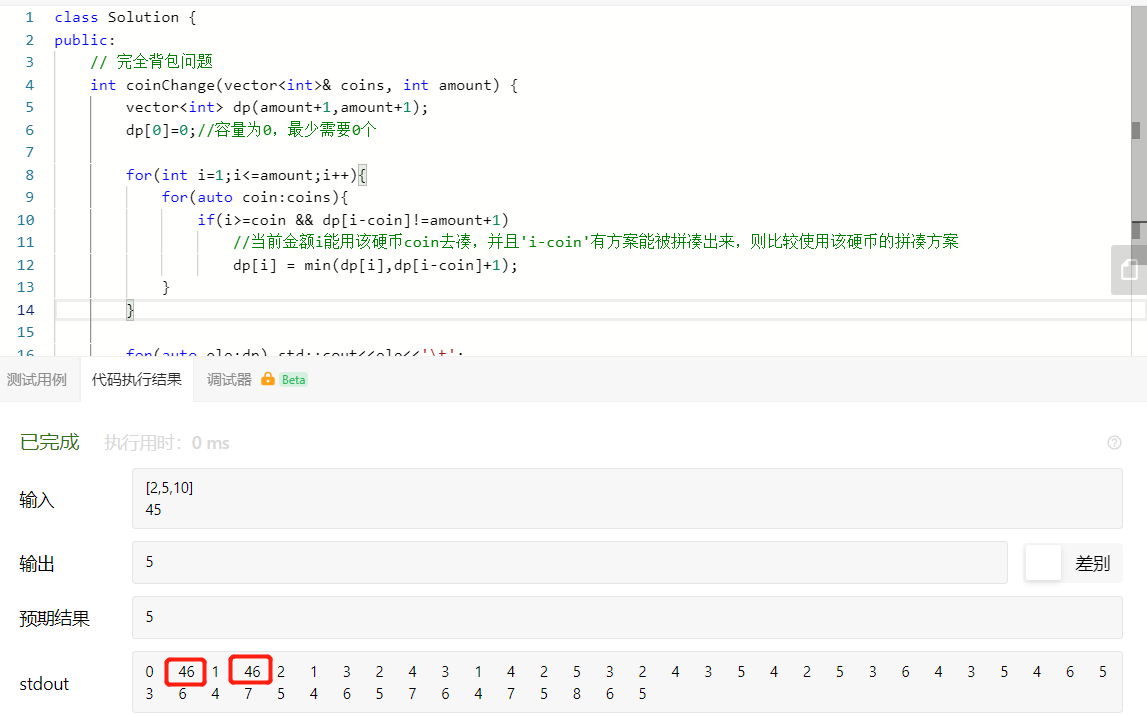 1 class Solution {
2 public:
3 // 完全背包问题
4 int coinChange(vector<int>& coins, int amount) {
5 vector<int> dp(amount+1,amount+1);
6 dp[0]=0;//容量为0，最少需要0个
7
8 for(int i=1;i<=amount;i++){
9 for(auto coin:coins){
10 if(i>=coin && dp[i-coin]!=amount+1)
11 //当前金额i能用该硬币coin去凑，并且'i-coin'有方案能被拼凑出来，则比较使用该硬币的拼凑方案
12 dp[i] = min(dp[i],dp[i-coin]+1);
13 }
14 }
15
16 for(auto ele:dp) std::cout<<ele<<'\t';
测试用例 代码执行结果 调试器 Beta
已完成 执行用时：0 ms
输入
[2,5,10]
45
输出 5 差别
预期结果 5
stdout
0 46 1 46 2 1 3 2 4 3 1 4 2 5 3 2 4 3 5 4 2 5 3 6 4 3 5 4 6 5
3 6 4 7 5 4 6 5 7 6 4 7 5 8 6 5